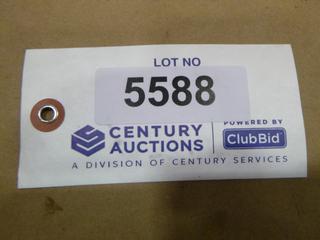 LOT NO
5588
CENTURY AUCTIONS
POWERED BY
ClubBid
A DIVISION OF CENTURY SERVICES